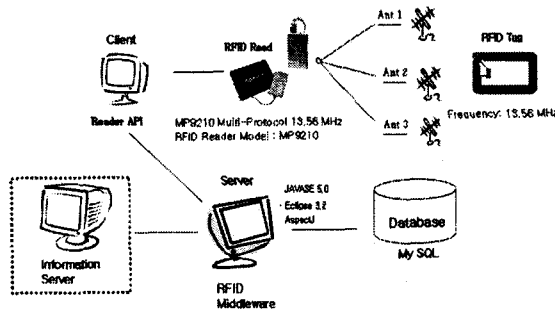 Client
Reader API
RFID Read
Ant 1
Ant 2
Ant 3
RFID Tag
Frequency: 13,56 MHz
MP9210 Multi-Protocol 13,56 MHz
RFID Reader Model : MP9210
Server
JAVASE 5,0
- Eclipse 3,2
AspectJ
Database
My SQL
Information
Server
RFID
Middleware